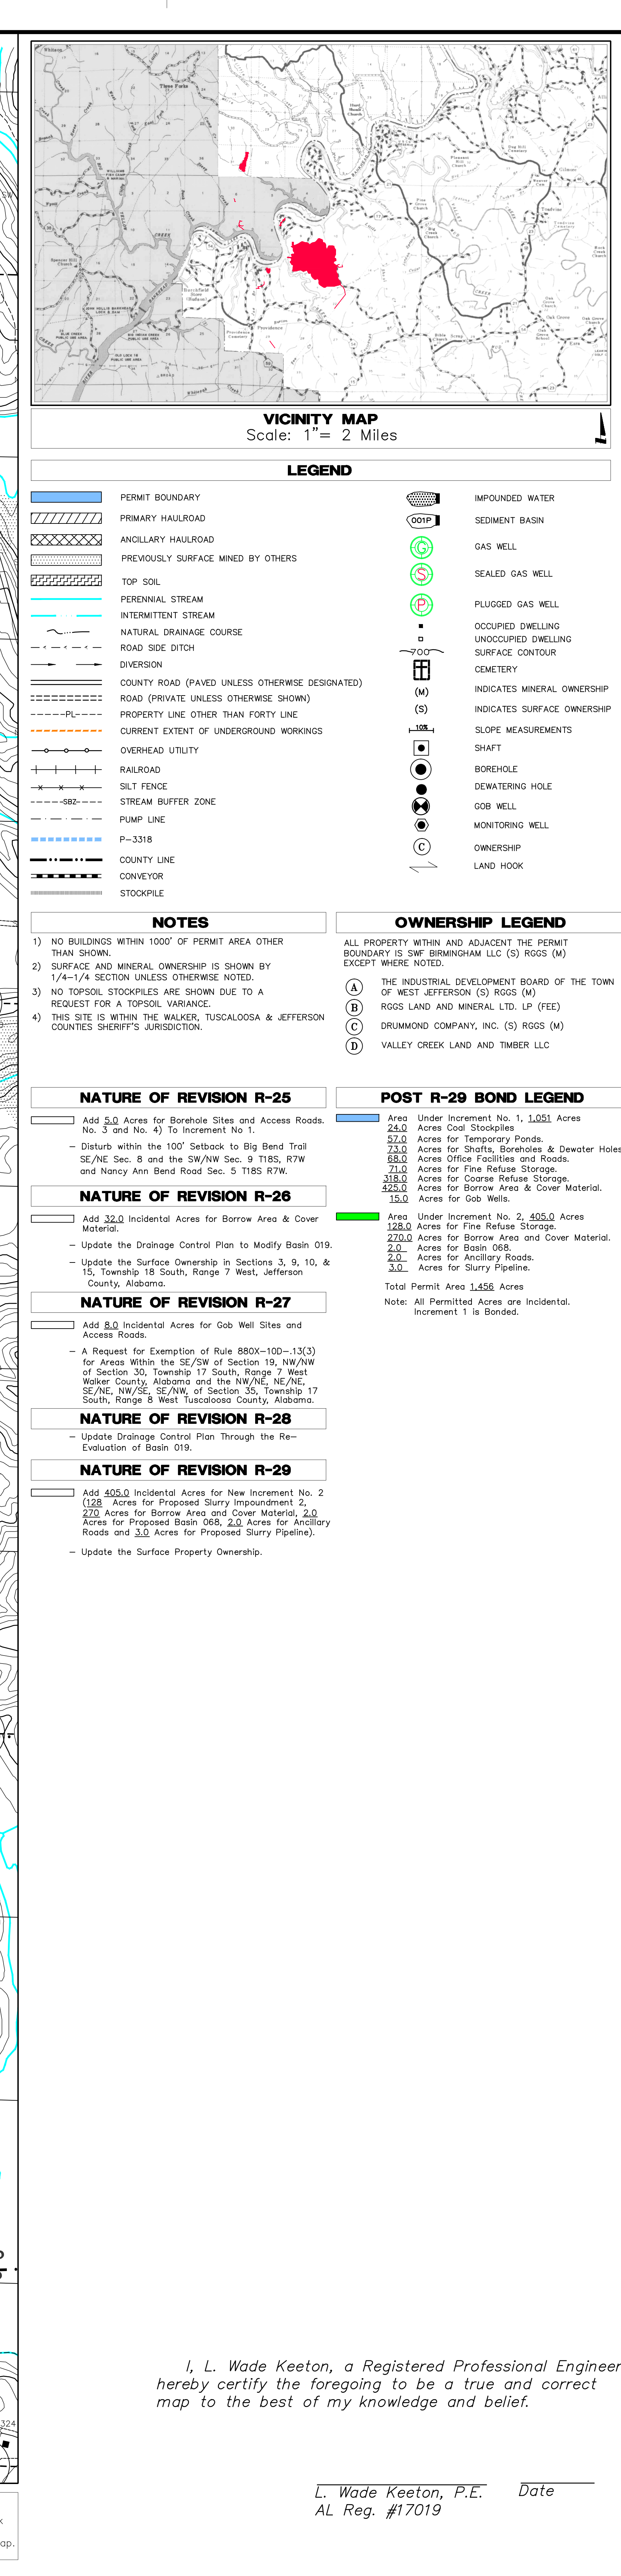 Three Forks
Pleasant Hill Church
Gilmore
Toadvine
Rock Creek Church
Oak Grove
Providence
Providence Church
CREEK
VICINITY MAP
Scale: 1"= 2 Miles
LEGEND
PERMIT BOUNDARY
PRIMARY HAULROAD
ANCILLARY HAULROAD
PREVIOUSLY SURFACE MINED BY OTHERS
TOP SOIL
PERENNIAL STREAM
INTERMITTENT STREAM
NATURAL DRAINAGE COURSE
ROAD SIDE DITCH
DIVERSION
COUNTY ROAD (PAVED UNLESS OTHERWISE DESIGNATED)
ROAD (PRIVATE UNLESS OTHERWISE SHOWN)
PL PROPERTY LINE OTHER THAN FORTY LINE
CURRENT EXTENT OF UNDERGROUND WORKINGS
OVERHEAD UTILITY
RAILROAD
SILT FENCE
SBZ STREAM BUFFER ZONE
PUMP LINE
P-3318
COUNTY LINE
CONVEYOR
STOCKPILE
IMPOUNDED WATER
001P SEDIMENT BASIN
G GAS WELL
S SEALED GAS WELL
P PLUGGED GAS WELL
OCCUPIED DWELLING
UNOCCUPIED DWELLING
700 SURFACE CONTOUR
CEMETERY
(M) INDICATES MINERAL OWNERSHIP
(S) INDICATES SURFACE OWNERSHIP
10% SLOPE MEASUREMENTS
SHAFT
BOREHOLE
DEWATERING HOLE
GOB WELL
MONITORING WELL
C OWNERSHIP
LAND HOOK
NOTES
1) NO BUILDINGS WITHIN 1000' OF PERMIT AREA OTHER
THAN SHOWN.
2) SURFACE AND MINERAL OWNERSHIP IS SHOWN BY
1/4-1/4 SECTION UNLESS OTHERWISE NOTED.
3) NO TOPSOIL STOCKPILES ARE SHOWN DUE TO A
REQUEST FOR A TOPSOIL VARIANCE.
4) THIS SITE IS WITHIN THE WALKER, TUSCALOOSA & JEFFERSON
COUNTIES SHERIFF'S JURISDICTION.
OWNERSHIP LEGEND
ALL PROPERTY WITHIN AND ADJACENT THE PERMIT
BOUNDARY IS SWF BIRMINGHAM LLC (S) RGGS (M)
EXCEPT WHERE NOTED.
A THE INDUSTRIAL DEVELOPMENT BOARD OF THE TOWN
OF WEST JEFFERSON (S) RGGS (M)
B RGGS LAND AND MINERAL LTD. LP (FEE)
C DRUMMOND COMPANY, INC. (S) RGGS (M)
D VALLEY CREEK LAND AND TIMBER LLC
NATURE OF REVISION R-25
Add 5.0 Acres for Borehole Sites and Access Roads.
No. 3 and No. 4) To Increment No 1.
– Disturb within the 100' Setback to Big Bend Trail
SE/NE Sec. 8 and the SW/NW Sec. 9 T18S, R7W
and Nancy Ann Bend Road Sec. 5 T18S R7W.
NATURE OF REVISION R-26
Add 32.0 Incidental Acres for Borrow Area & Cover
Material.
– Update the Drainage Control Plan to Modify Basin 019.
– Update the Surface Ownership in Sections 3, 9, 10, &
15, Township 18 South, Range 7 West, Jefferson
County, Alabama.
NATURE OF REVISION R-27
Add 8.0 Incidental Acres for Gob Well Sites and
Access Roads.
– A Request for Exemption of Rule 880X-10D-.13(3)
for Areas Within the SE/SW of Section 19, NW/NW
of Section 30, Township 17 South, Range 7 West
Walker County, Alabama and the NW/NE, NE/NE,
SE/NE, NW/SE, SE/NW, of Section 35, Township 17
South, Range 8 West Tuscaloosa County, Alabama.
NATURE OF REVISION R-28
– Update Drainage Control Plan Through the Re-
Evaluation of Basin 019.
NATURE OF REVISION R-29
Add 405.0 Incidental Acres for New Increment No. 2
(128 Acres for Proposed Slurry Impoundment 2,
270 Acres for Borrow Area and Cover Material, 2.0
Acres for Proposed Basin 068, 2.0 Acres for Ancillary
Roads and 3.0 Acres for Proposed Slurry Pipeline).
– Update the Surface Property Ownership.
POST R-29 BOND LEGEND
Area Under Increment No. 1, 1,051 Acres
24.0 Acres Coal Stockpiles
57.0 Acres for Temporary Ponds.
73.0 Acres for Shafts, Boreholes & Dewater Holes
68.0 Acres Office Facilities and Roads.
71.0 Acres for Fine Refuse Storage.
318.0 Acres for Coarse Refuse Storage.
425.0 Acres for Borrow Area & Cover Material.
15.0 Acres for Gob Wells.
Area Under Increment No. 2, 405.0 Acres
128.0 Acres for Fine Refuse Storage.
270.0 Acres for Borrow Area and Cover Material.
2.0 Acres for Basin 068.
2.0 Acres for Ancillary Roads.
3.0 Acres for Slurry Pipeline.
Total Permit Area 1,456 Acres
Note: All Permitted Acres are Incidental.
Increment 1 is Bonded.
I, L. Wade Keeton, a Registered Professional Engineer
hereby certify the foregoing to be a true and correct
map to the best of my knowledge and belief.
L. Wade Keeton, P.E. Date
AL Reg. #17019
324
ap.